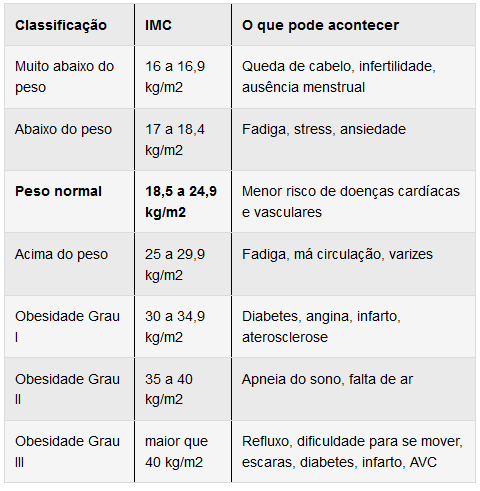 Classificação IMC O que pode acontecer
Muito abaixo do peso 16 a 16,9 kg/m2 Queda de cabelo, infertilidade, ausência menstrual
Abaixo do peso 17 a 18,4 kg/m2 Fadiga, stress, ansiedade
Peso normal 18,5 a 24,9 kg/m2 Menor risco de doenças cardíacas e vasculares
Acima do peso 25 a 29,9 kg/m2 Fadiga, má circulação, varizes
Obesidade Grau I 30 a 34,9 kg/m2 Diabetes, angina, infarto, aterosclerose
Obesidade Grau II 35 a 40 kg/m2 Apneia do sono, falta de ar
Obesidade Grau III maior que 40 kg/m2 Refluxo, dificuldade para se mover, escaras, diabetes, infarto, AVC